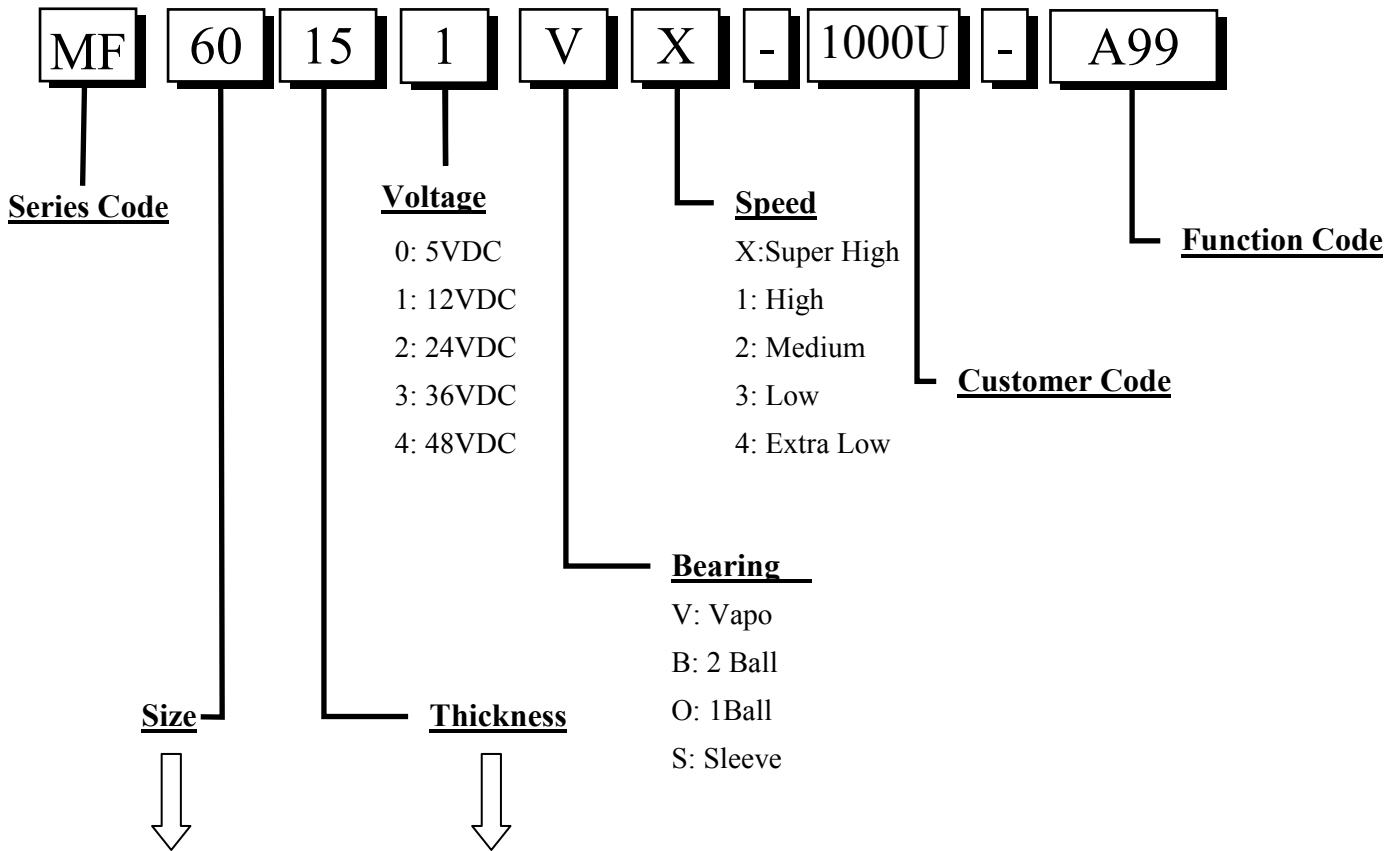 MF 60 15 1 V X - 1000U - A99
Series Code
Voltage
0: 5VDC
1: 12VDC
2: 24VDC
3: 36VDC
4: 48VDC
Speed
X:Super High
1: High
2: Medium
3: Low
4: Extra Low
Function Code
Customer Code
Bearing
V: Vapo
B: 2 Ball
O: 1Ball
S: Sleeve
Size
Thickness